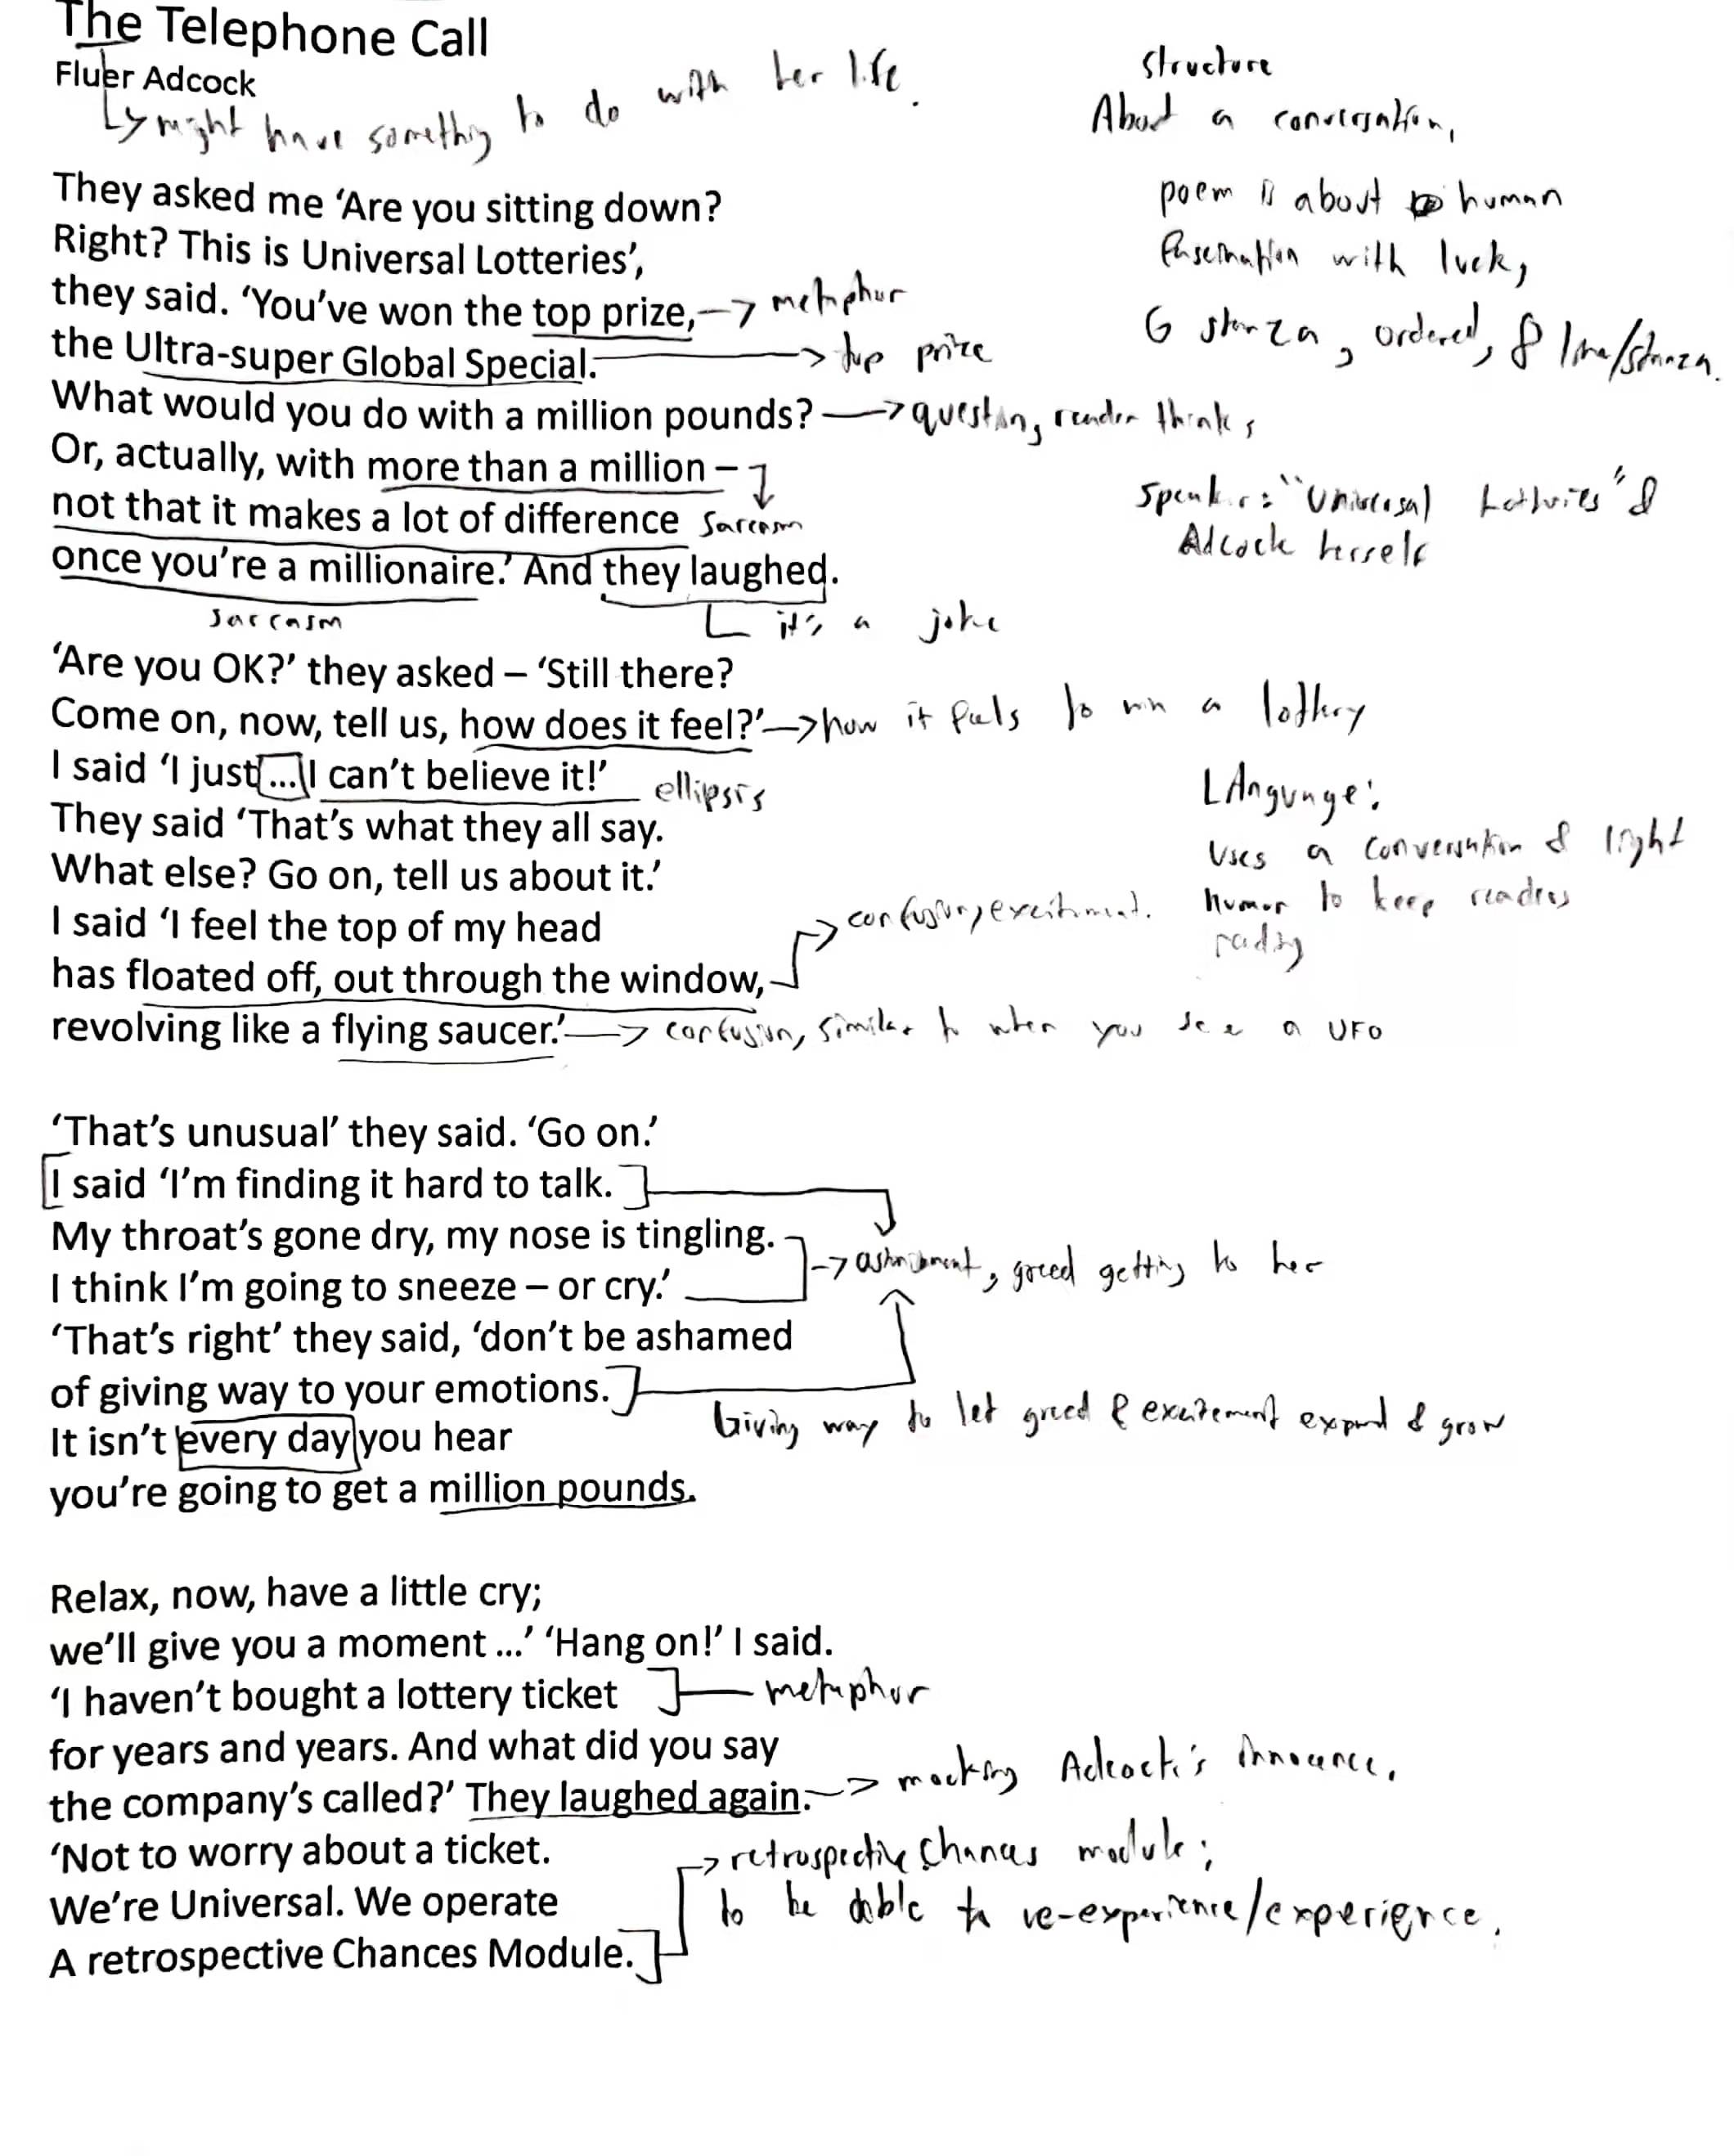 The Telephone Call
Fluer Adcock
↳ might have something to do with her life.
structure
About a conversation,
They asked me ‘Are you sitting down?
Right? This is Universal Lotteries’,
they said. ‘You’ve won the top prize, → metaphor
the Ultra-super Global Special. → top prize
What would you do with a million pounds? → question, reader thinks
Or, actually, with more than a million –
not that it makes a lot of difference sarcasm
once you’re a millionaire.’ And they laughed.
sarcasm
it's a joke
poem is about human
fascination with luck,
6 stanza, ordered, 8 line/stanza.
Speaker: "Universal Lotteries" &
Adcock herself
‘Are you OK?’ they asked – ‘Still there?
Come on, now, tell us, how does it feel?’ → how it feels to win a lottery
I said ‘I just ... I can’t believe it!’ ellipsis
They said ‘That’s what they all say.
What else? Go on, tell us about it.’
I said ‘I feel the top of my head
has floated off, out through the window, → confusion, excitement.
revolving like a flying saucer.’ → confusion, similar to when you see a UFO
LAnguage:
Uses a conversation & light
humor to keep readers
reading
‘That’s unusual’ they said. ‘Go on.’
I said ‘I’m finding it hard to talk.
My throat’s gone dry, my nose is tingling.
I think I’m going to sneeze – or cry.’
→ astonishment, greed getting to her
‘That’s right’ they said, ‘don’t be ashamed
of giving way to your emotions.
Giving way to let greed & excitement expand & grow
It isn’t every day you hear
you’re going to get a million pounds.
Relax, now, have a little cry;
we’ll give you a moment ...’ ‘Hang on!’ I said.
‘I haven’t bought a lottery ticket metaphor
for years and years. And what did you say
the company’s called?’ They laughed again. → mocking Adcock's innocence.
‘Not to worry about a ticket.
We’re Universal. We operate
A retrospective Chances Module.
→ retrospective chances module;
to be able to re-experience/experience.